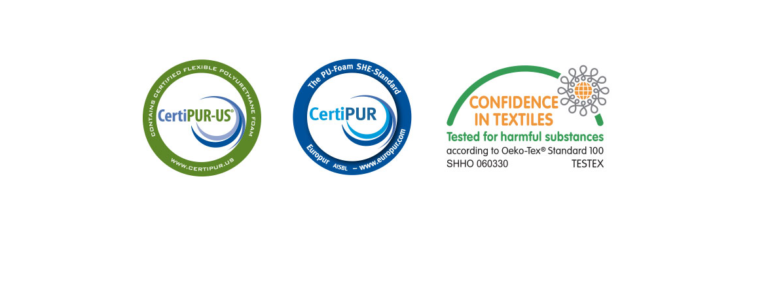 CONTAINS CERTIFIED FLEXIBLE POLYURETHANE FOAM
CertiPUR-US®
WWW.CERTIPUR.US
The PU-Foam SHE-Standard
CertiPUR
Europur AISBL – www.europur.com
CONFIDENCE
IN TEXTILES
Tested for harmful substances
according to Oeko-Tex® Standard 100
SHHO 060330 TESTEX